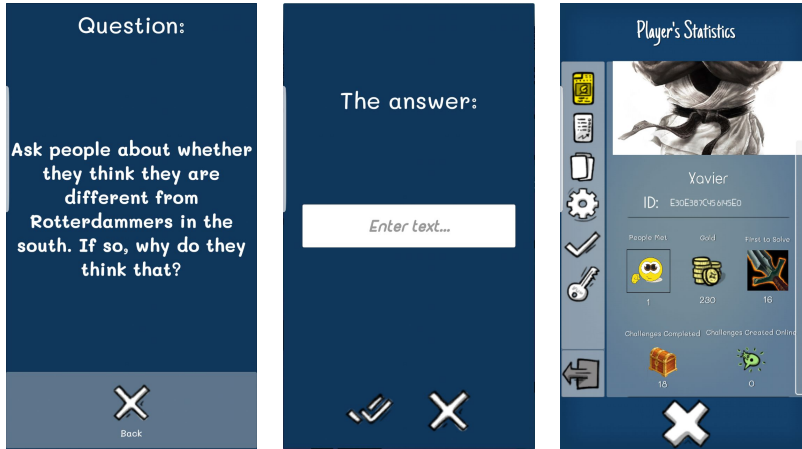 Question:
Ask people about whether
they think they are
different from
Rotterdammers in the
south. If so, why do they
think that?
Back
The answer:
Enter text...
Player's Statistics
Xavier
ID: E30E387C456145E0
People Met
Gold
First to Solve
1
230
16
Challenges Completed
Challenges Created Online
18
0